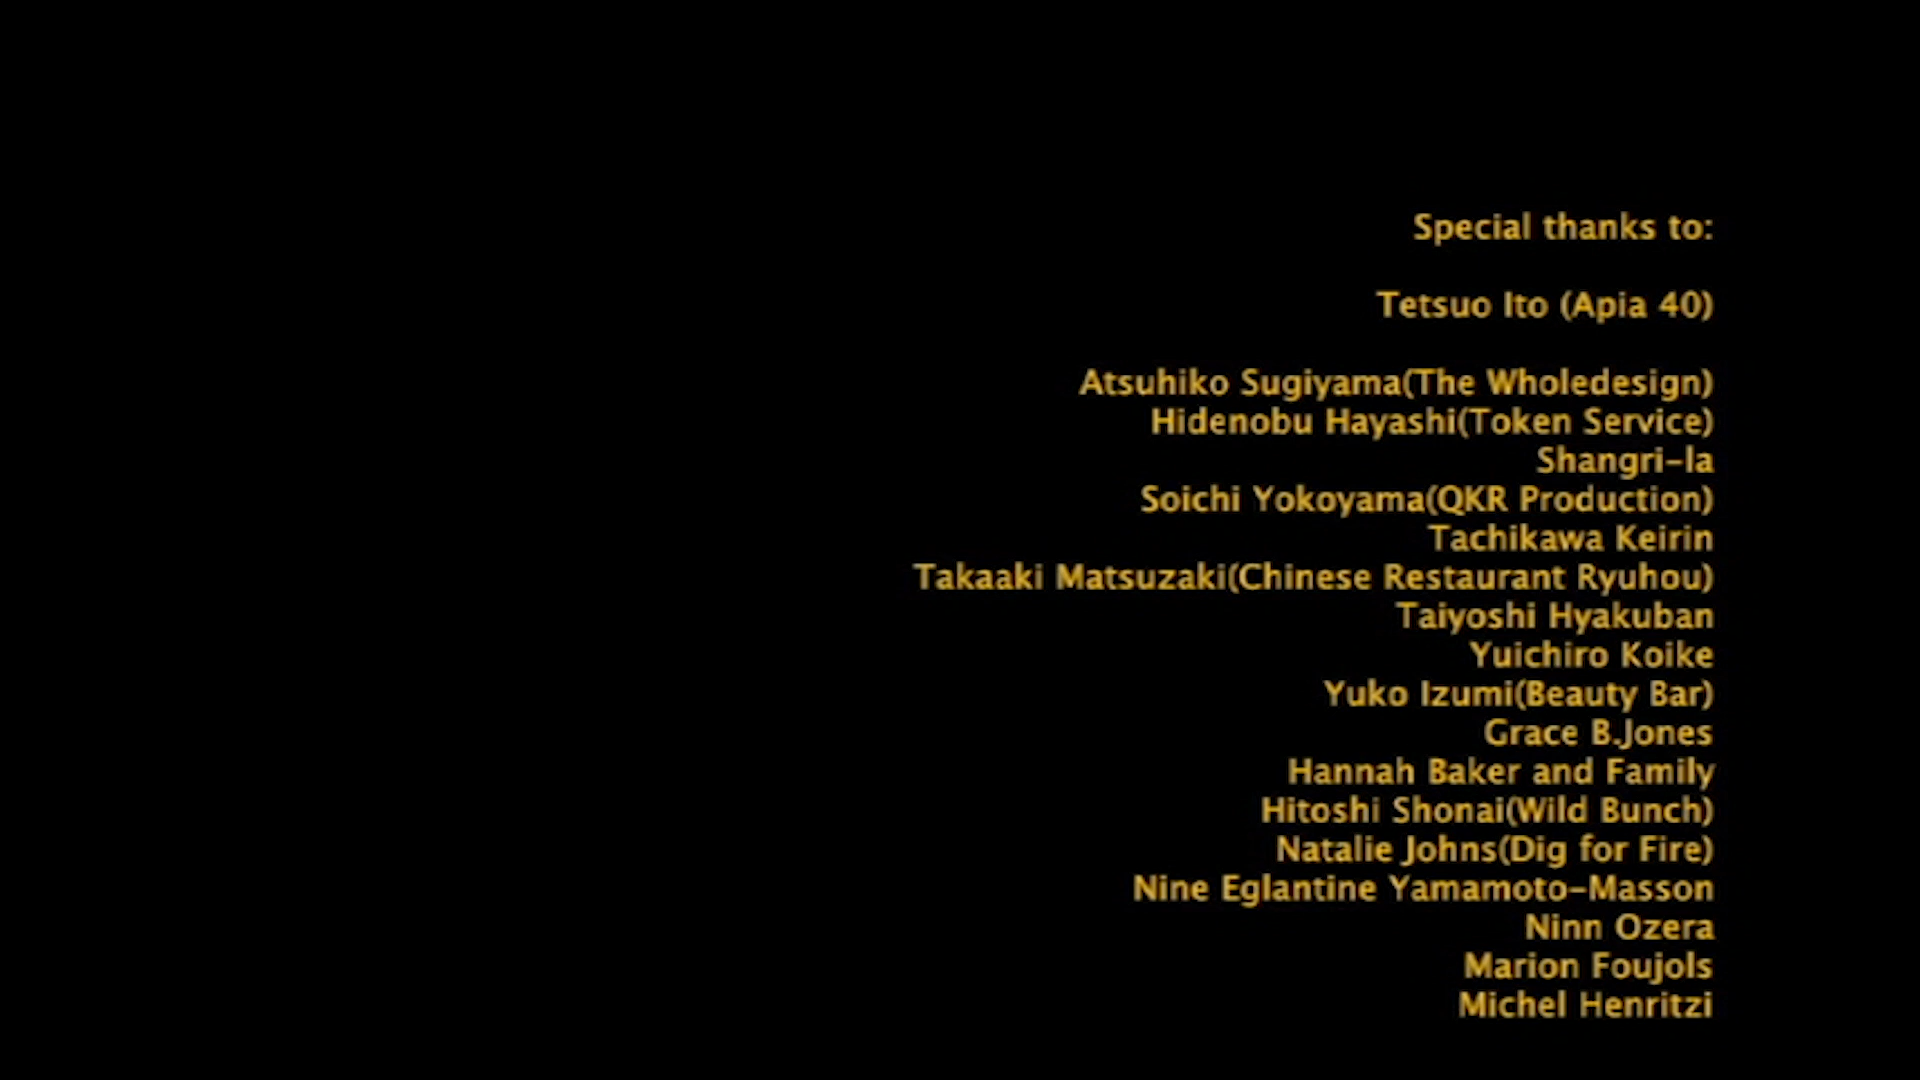 Special thanks to:
Tetsuo Ito (Apia 40)
Atsuhiko Sugiyama(The Wholedesign)
Hidenobu Hayashi(Token Service)
Shangri-la
Soichi Yokoyama(QKR Production)
Tachikawa Keirin
Takaaki Matsuzaki(Chinese Restaurant Ryuhou)
Taiyoshi Hyakuban
Yuichiro Koike
Yuko Izumi(Beauty Bar)
Grace B.Jones
Hannah Baker and Family
Hitoshi Shonai(Wild Bunch)
Natalie Johns(Dig for Fire)
Nine Eglantine Yamamoto-Masson
Ninn Ozera
Marion Foujols
Michel Henritzi